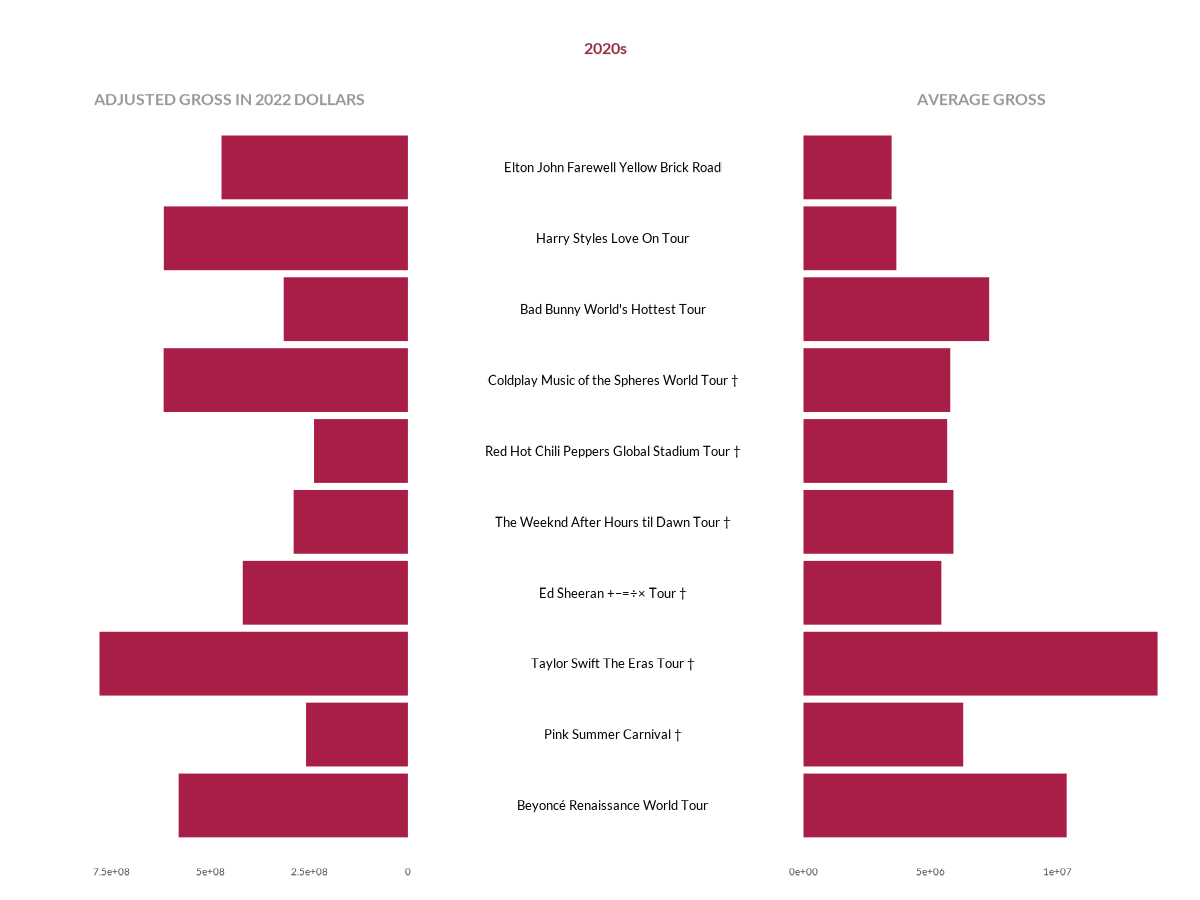 2020s
ADJUSTED GROSS IN 2022 DOLLARS
AVERAGE GROSS
Elton John Farewell Yellow Brick Road
Harry Styles Love On Tour
Bad Bunny World's Hottest Tour
Coldplay Music of the Spheres World Tour †
Red Hot Chili Peppers Global Stadium Tour †
The Weeknd After Hours til Dawn Tour †
Ed Sheeran +–=÷× Tour †
Taylor Swift The Eras Tour †
Pink Summer Carnival †
Beyoncé Renaissance World Tour
7.5e+08 5e+08 2.5e+08 0
0e+00 5e+06 1e+07